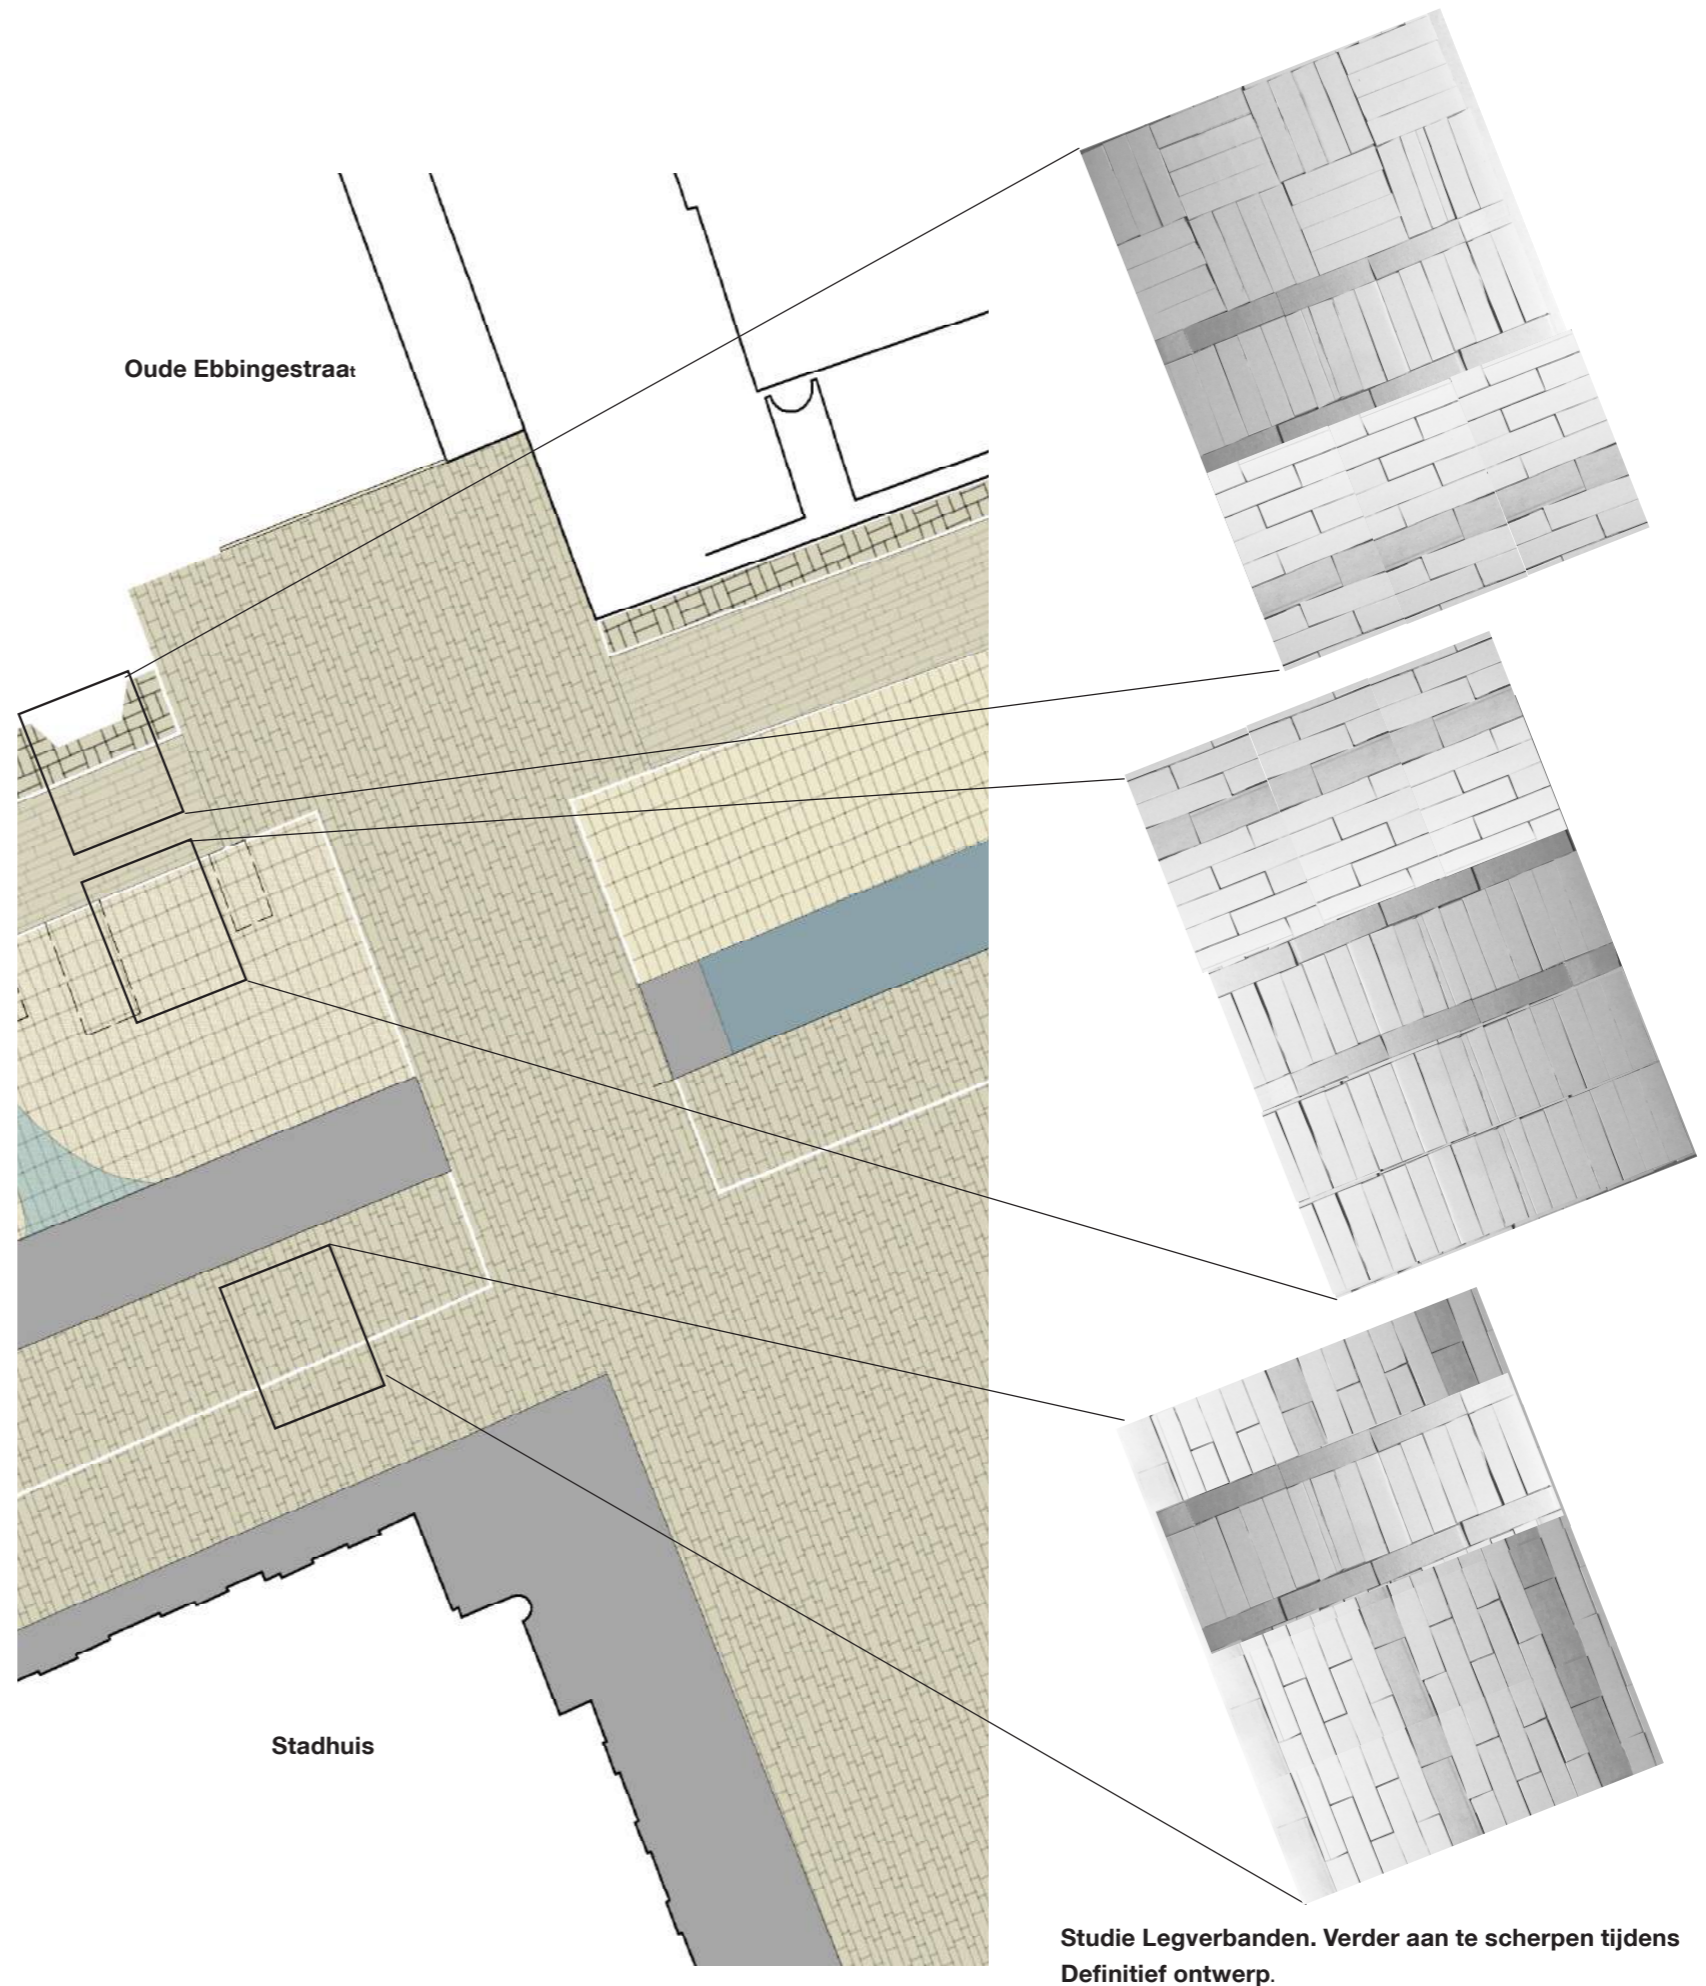 Oude Ebbingestraat
Stadhuis
Studie Legverbanden. Verder aan te scherpen tijdens
Definitief ontwerp.